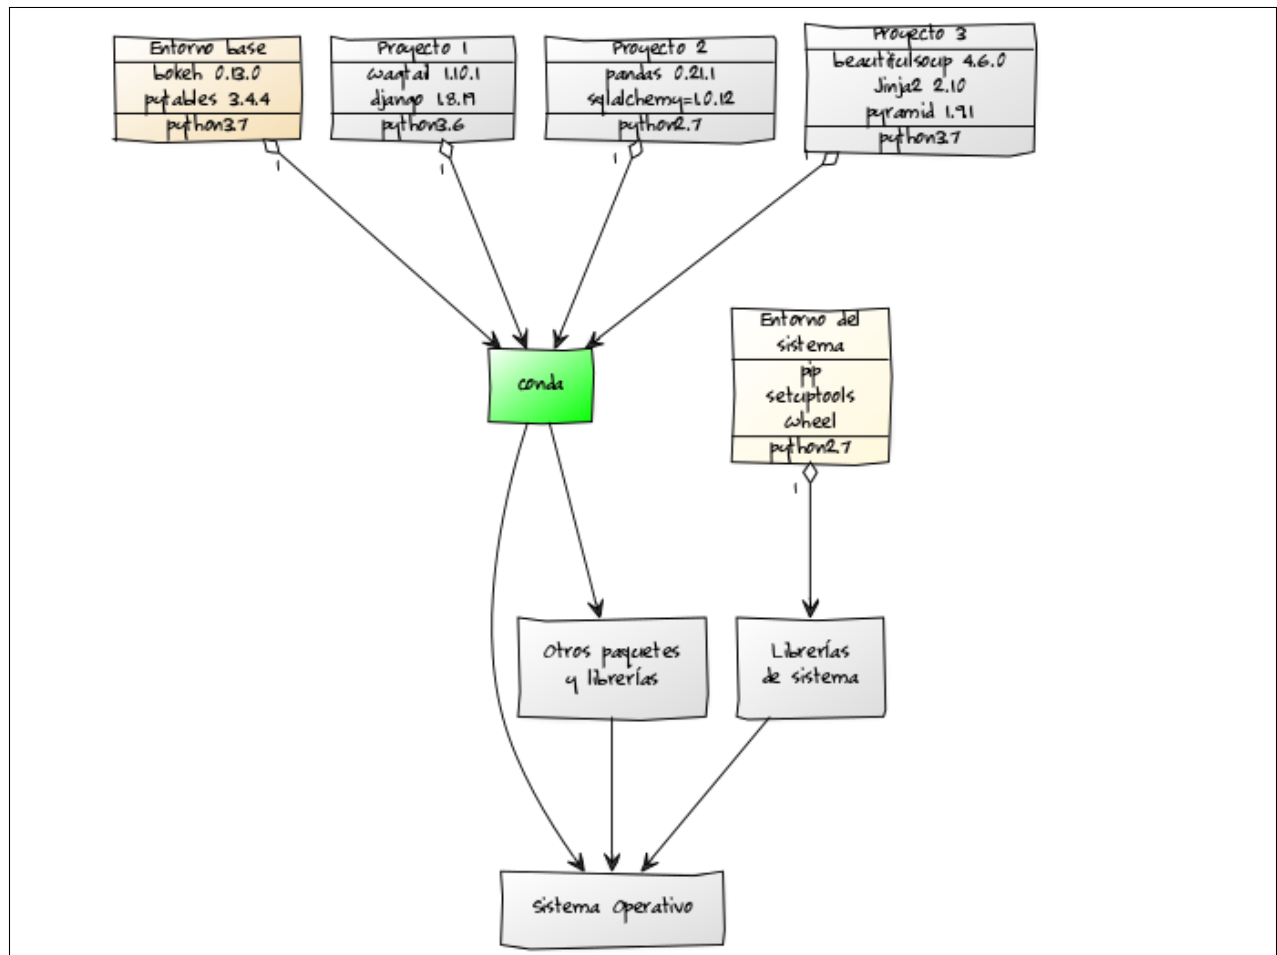 Entorno base
bokeh 0.13.0
pytables 3.4.4
python3.7
1
Proyecto 1
wagtail 1.10.1
django 1.8.19
python3.6
1
Proyecto 2
pandas 0.21.1
sqlalchemy=1.0.12
python2.7
1
Proyecto 3
beautifulsoup 4.6.0
Jinja2 2.10
pyramid 1.9.1
python3.7
1
conda
Entorno del
sistema
pip
setuptools
wheel
python2.7
1
Otros paquetes
y librerías
Librerías
de sistema
Sistema Operativo